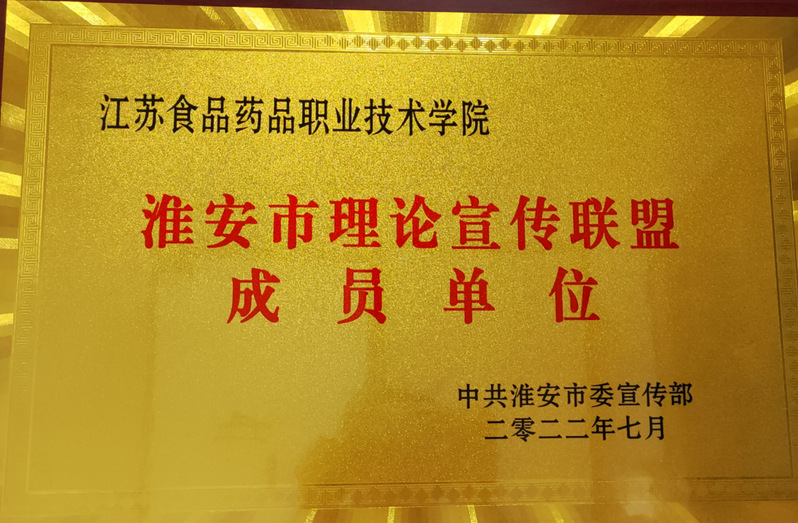 江苏食品药品职业技术学院
淮安市理论宣传联盟
成员单位
中共淮安市委宣传部
二零二二年七月